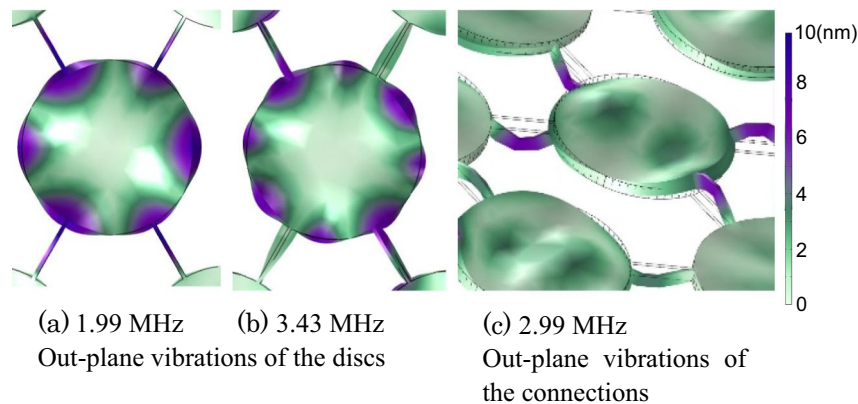 10(nm)
8
6
4
2
0
(a) 1.99 MHz
(b) 3.43 MHz
Out-plane vibrations of the discs
(c) 2.99 MHz
Out-plane vibrations of
the connections